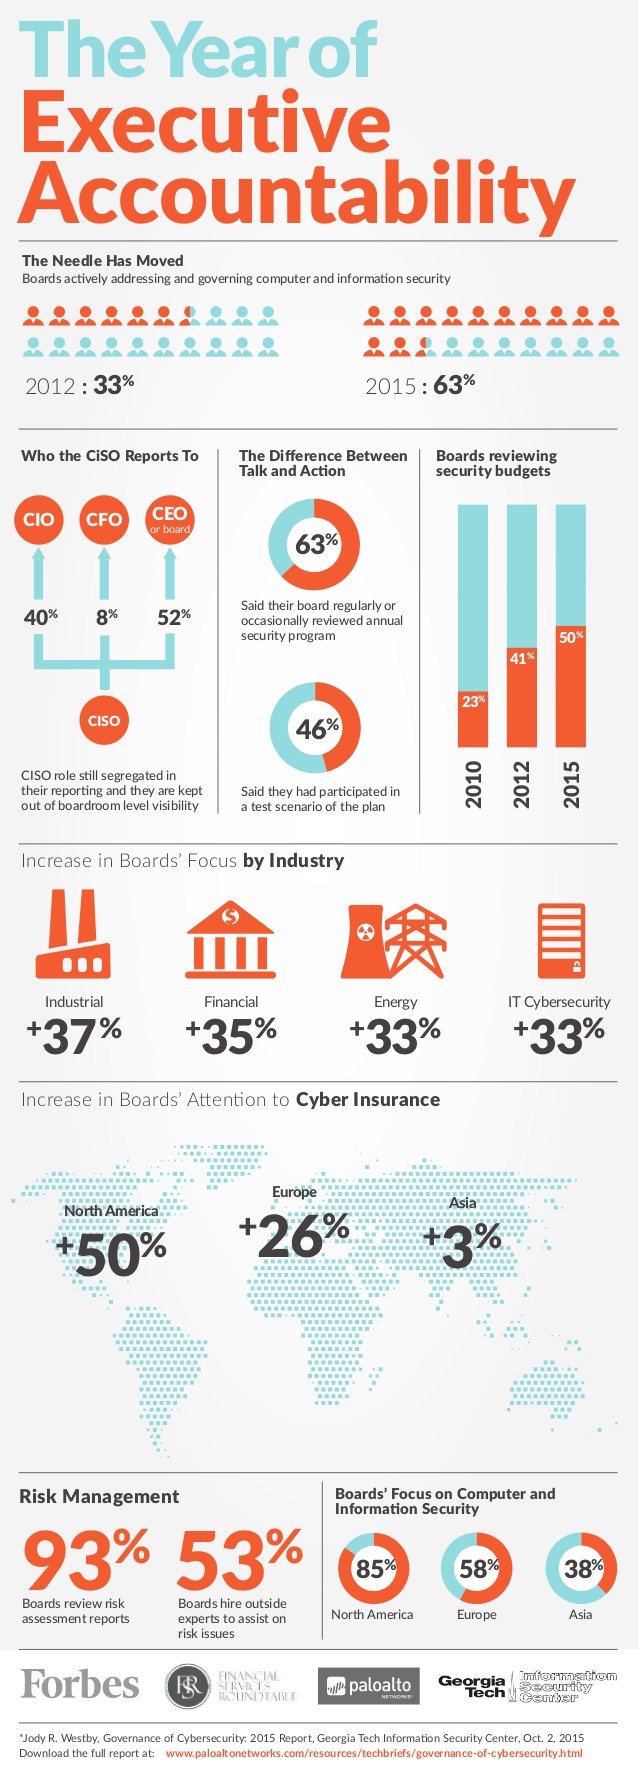 The Year of
Executive
Accountability
The Needle Has Moved
Boards actively addressing and governing computer and information security
2012 : 33%
2015 : 63%
Who the CiSO Reports To
CIO
CFO
CEO
or board
40%
8%
52%
CISO
CISO role still segregated in
their reporting and they are kept
out of boardroom level visibility
The Difference Between
Talk and Action
63%
Said their board regularly or
occasionally reviewed annual
security program
46%
Said they had participated in
a test scenario of the plan
Boards reviewing
security budgets
23%
41%
50%
2010
2012
2015
Increase in Boards' Focus by Industry
Industrial
+37%
Financial
+35%
Energy
+33%
IT Cybersecurity
+33%
Increase in Boards' Attention to Cyber Insurance
North America
+50%
Europe
+26%
Asia
+3%
Risk Management
93%
Boards review risk
assessment reports
53%
Boards hire outside
experts to assist on
risk issues
Boards' Focus on Computer and
Information Security
85%
North America
58%
Europe
38%
Asia
Forbes
FSR
FINANCIAL
SERVICES
ROUNDTABLE
paloalto
NETWORKS
Georgia
Tech
Information
Security
Center
*Jody R. Westby, Governance of Cybersecurity: 2015 Report, Georgia Tech Information Security Center, Oct. 2, 2015
Download the full report at: www.paloaltonetworks.com/resources/techbriefs/governance-of-cybersecurity.html